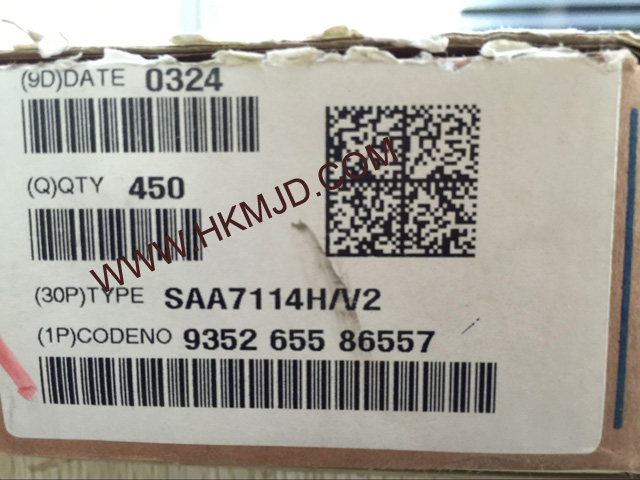 (9D)DATE 0324
(Q)QTY 450
WWW.HKMJD.COM
(30P)TYPE SAA7114H/V2
(1P)CODENO 9352 655 86557